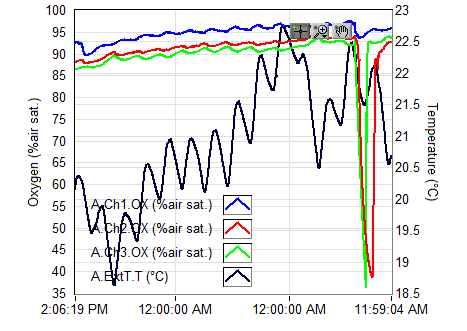 100 23
95 22.5
90
85 22
80
75 21.5
70 21
65
60 20.5
55 20
50
45 19.5
40 19
35 18.5
Oxygen (%air sat.)
Temperature (°C)
A.Ch1.OX (%air sat.)
A.Ch2.OX (%air sat.)
A.Ch3.OX (%air sat.)
A.ExtT.T (°C)
2:06:19 PM 12:00:00 AM 12:00:00 AM 11:59:04 AM